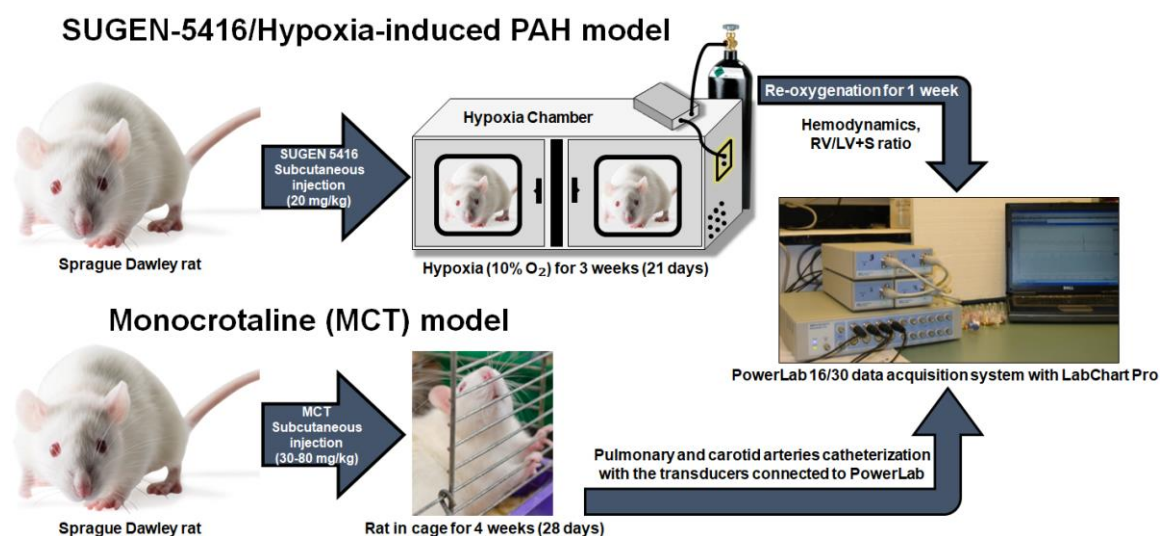 SUGEN-5416/Hypoxia-induced PAH model
SUGEN 5416
Subcutaneous
injection
(20 mg/kg)
Sprague Dawley rat
Hypoxia Chamber
Hypoxia (10% O₂) for 3 weeks (21 days)
Re-oxygenation for 1 week
Hemodynamics,
RV/LV+S ratio
PowerLab 16/30 data acquisition system with LabChart Pro
Monocrotaline (MCT) model
MCT
Subcutaneous
injection
(30-80 mg/kg)
Sprague Dawley rat
Rat in cage for 4 weeks (28 days)
Pulmonary and carotid arteries catheterization
with the transducers connected to PowerLab